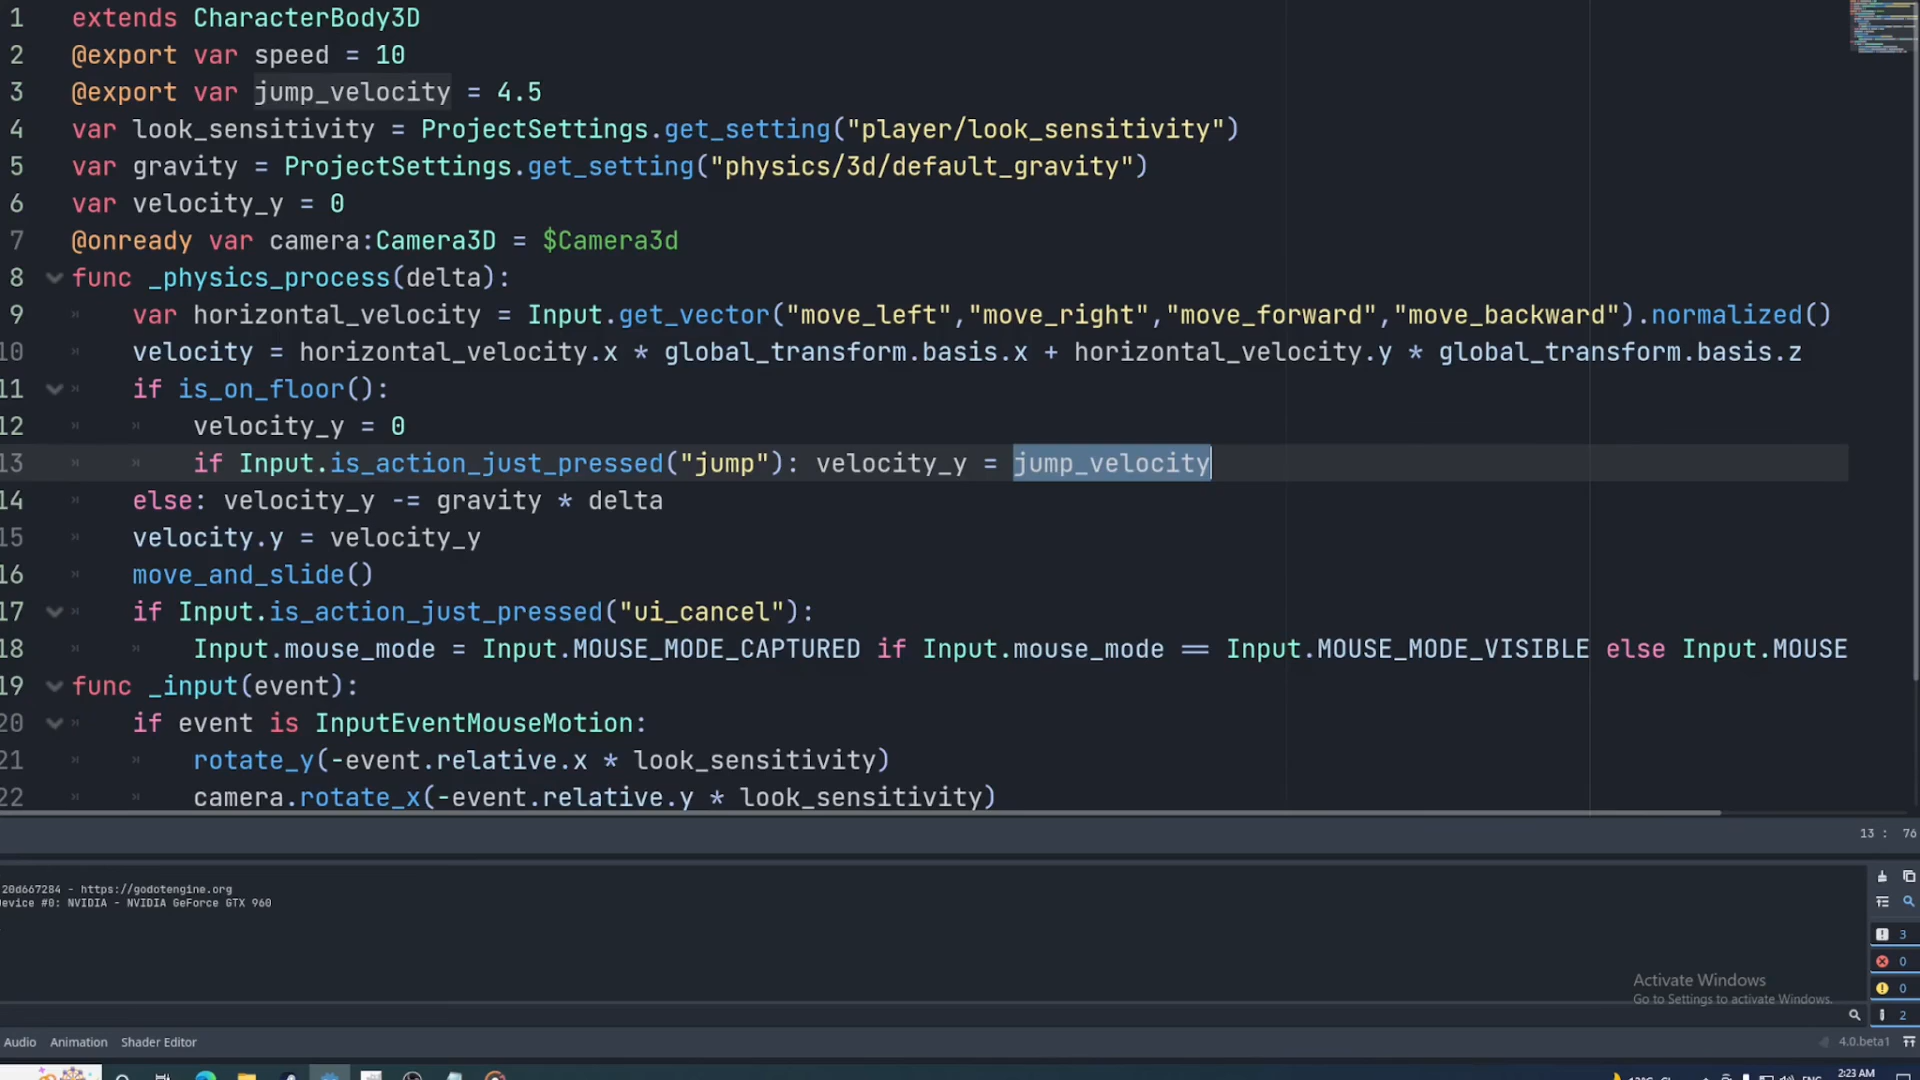 1 extends CharacterBody3D
2 @export var speed = 10
3 @export var jump_velocity = 4.5
4 var look_sensitivity = ProjectSettings.get_setting("player/look_sensitivity")
5 var gravity = ProjectSettings.get_setting("physics/3d/default_gravity")
6 var velocity_y = 0
7 @onready var camera:Camera3D = $Camera3d
8 func _physics_process(delta):
9 var horizontal_velocity = Input.get_vector("move_left","move_right","move_forward","move_backward").normalized()
10 velocity = horizontal_velocity.x * global_transform.basis.x + horizontal_velocity.y * global_transform.basis.z
11 if is_on_floor():
12 velocity_y = 0
13 if Input.is_action_just_pressed("jump"): velocity_y = jump_velocity
14 else: velocity_y -= gravity * delta
15 velocity.y = velocity_y
16 move_and_slide()
17 if Input.is_action_just_pressed("ui_cancel"):
18 Input.mouse_mode = Input.MOUSE_MODE_CAPTURED if Input.mouse_mode == Input.MOUSE_MODE_VISIBLE else Input.MOUSE
19 func _input(event):
20 if event is InputEventMouseMotion:
21 rotate_y(-event.relative.x * look_sensitivity)
22 camera.rotate_x(-event.relative.y * look_sensitivity)
13 : 76
20d667284 - https://godotengine.org
evice #0: NVIDIA - NVIDIA GeForce GTX 960
3
0
0
2
Activate Windows
Go to Settings to activate Windows.
Audio Animation Shader Editor
4.0.beta1
2:23 AM